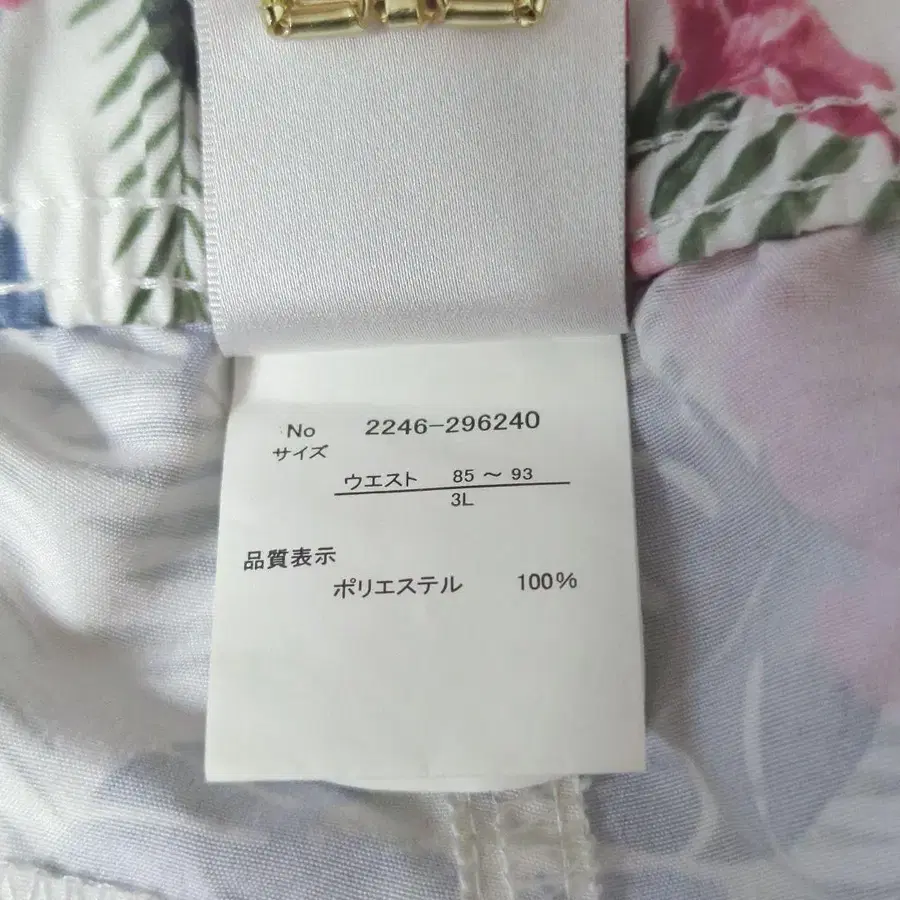 No 2246-296240
サイズ
ウエスト 85 ～ 93
3L
品質表示
ポリエステル 100%